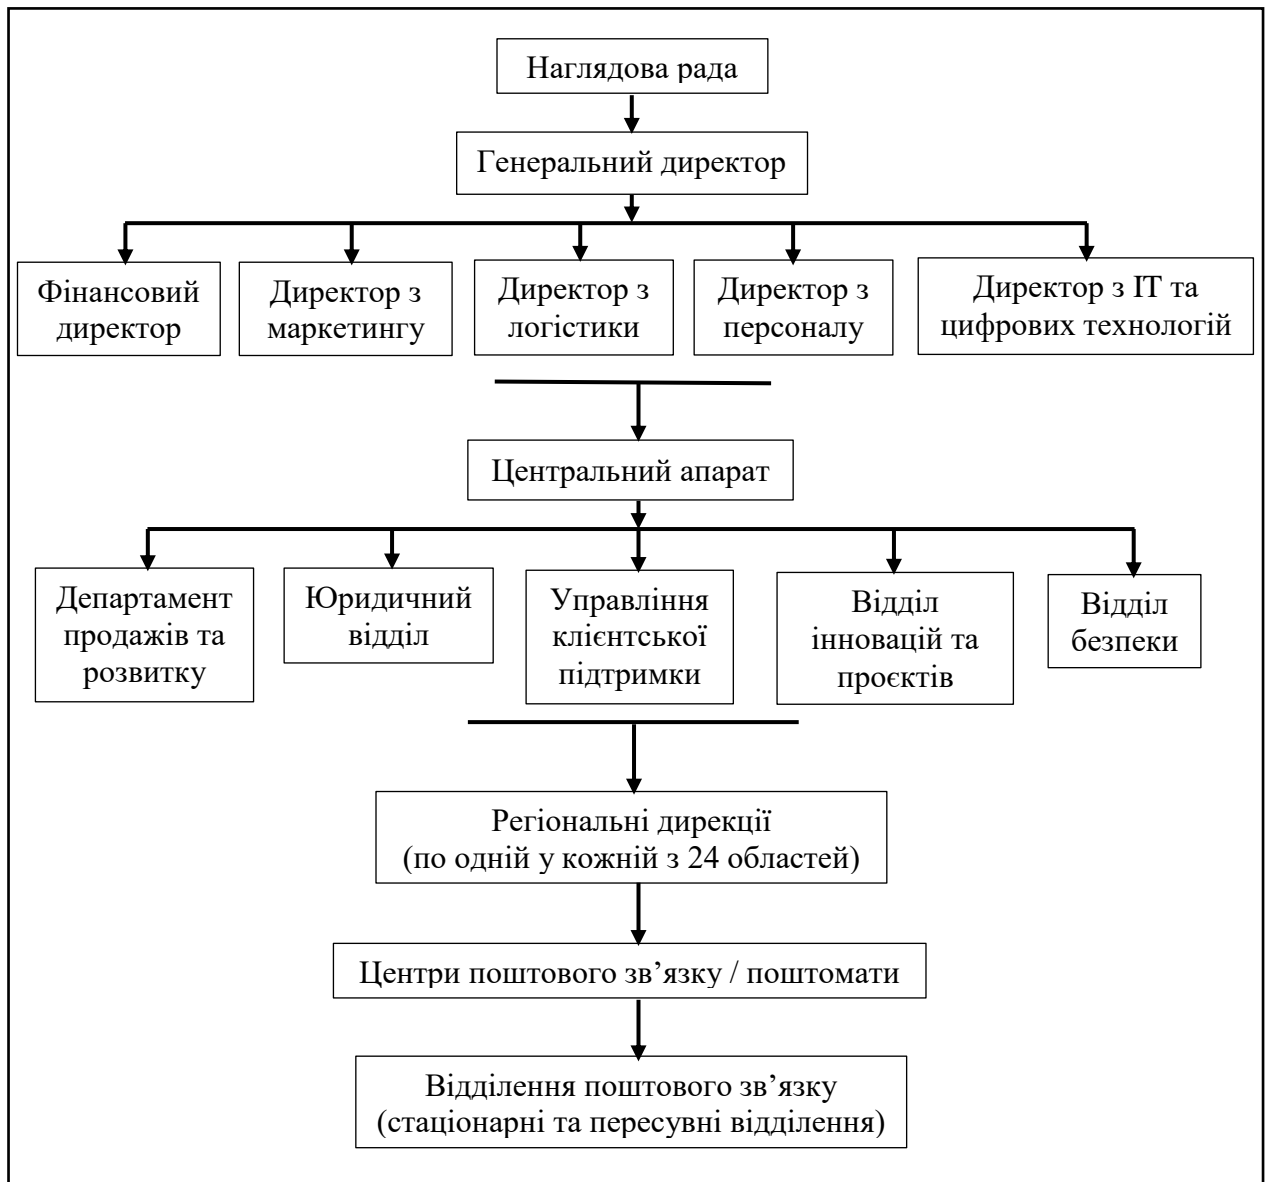 Наглядова рада
Генеральний директор
Фінансовий
директор
Директор з
маркетингу
Директор з
логістики
Директор з
персоналу
Директор з ІТ та
цифрових технологій
Центральний апарат
Департамент
продажів та
розвитку
Юридичний
відділ
Управління
клієнтської
підтримки
Відділ
інновацій та
проєктів
Відділ
безпеки
Регіональні дирекції
(по одній у кожній з 24 областей)
Центри поштового зв’язку / поштомати
Відділення поштового зв’язку
(стаціонарні та пересувні відділення)